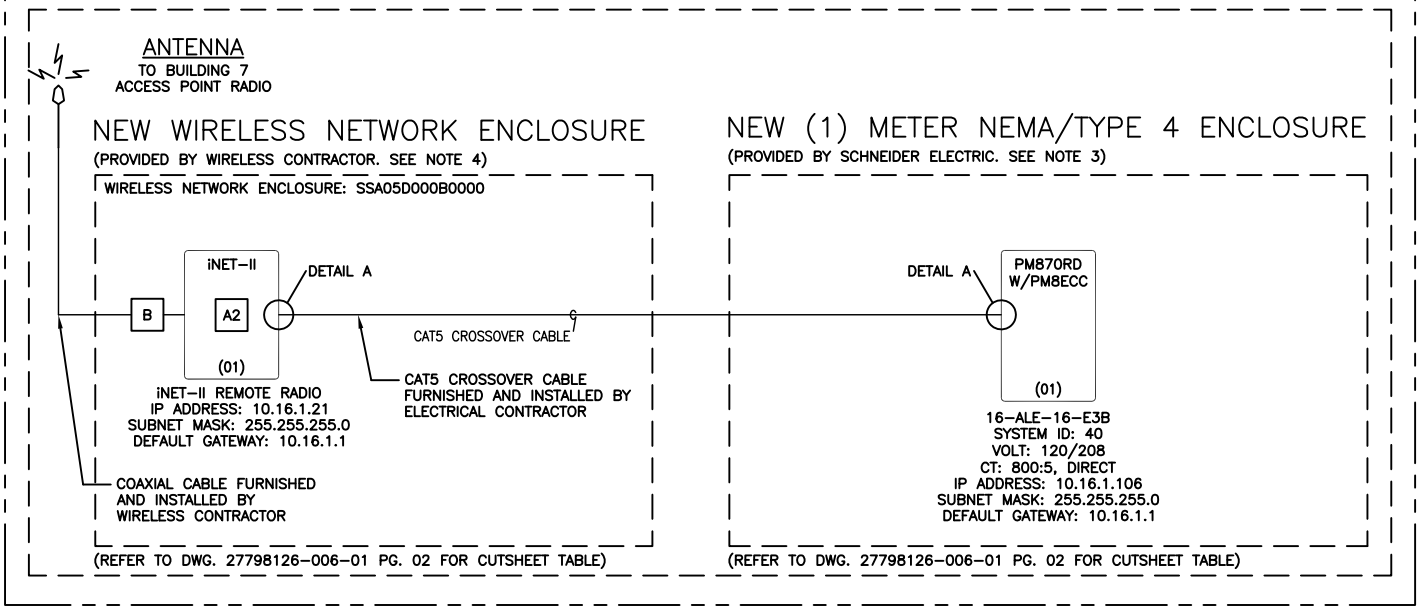 ANTENNA
TO BUILDING 7
ACCESS POINT RADIO
NEW WIRELESS NETWORK ENCLOSURE
(PROVIDED BY WIRELESS CONTRACTOR. SEE NOTE 4)
WIRELESS NETWORK ENCLOSURE: SSA05D000B0000
iNET-II
DETAIL A
B
A2
(01)
CAT5 CROSSOVER CABLE
iNET-II REMOTE RADIO
IP ADDRESS: 10.16.1.21
SUBNET MASK: 255.255.255.0
DEFAULT GATEWAY: 10.16.1.1
CAT5 CROSSOVER CABLE
FURNISHED AND INSTALLED BY
ELECTRICAL CONTRACTOR
COAXIAL CABLE FURNISHED
AND INSTALLED BY
WIRELESS CONTRACTOR
(REFER TO DWG. 27798126-006-01 PG. 02 FOR CUTSHEET TABLE)
NEW (1) METER NEMA/TYPE 4 ENCLOSURE
(PROVIDED BY SCHNEIDER ELECTRIC. SEE NOTE 3)
DETAIL A
PM870RD
W/PM8ECC
(01)
16-ALE-16-E3B
SYSTEM ID: 40
VOLT: 120/208
CT: 800:5, DIRECT
IP ADDRESS: 10.16.1.106
SUBNET MASK: 255.255.255.0
DEFAULT GATEWAY: 10.16.1.1
(REFER TO DWG. 27798126-006-01 PG. 02 FOR CUTSHEET TABLE)